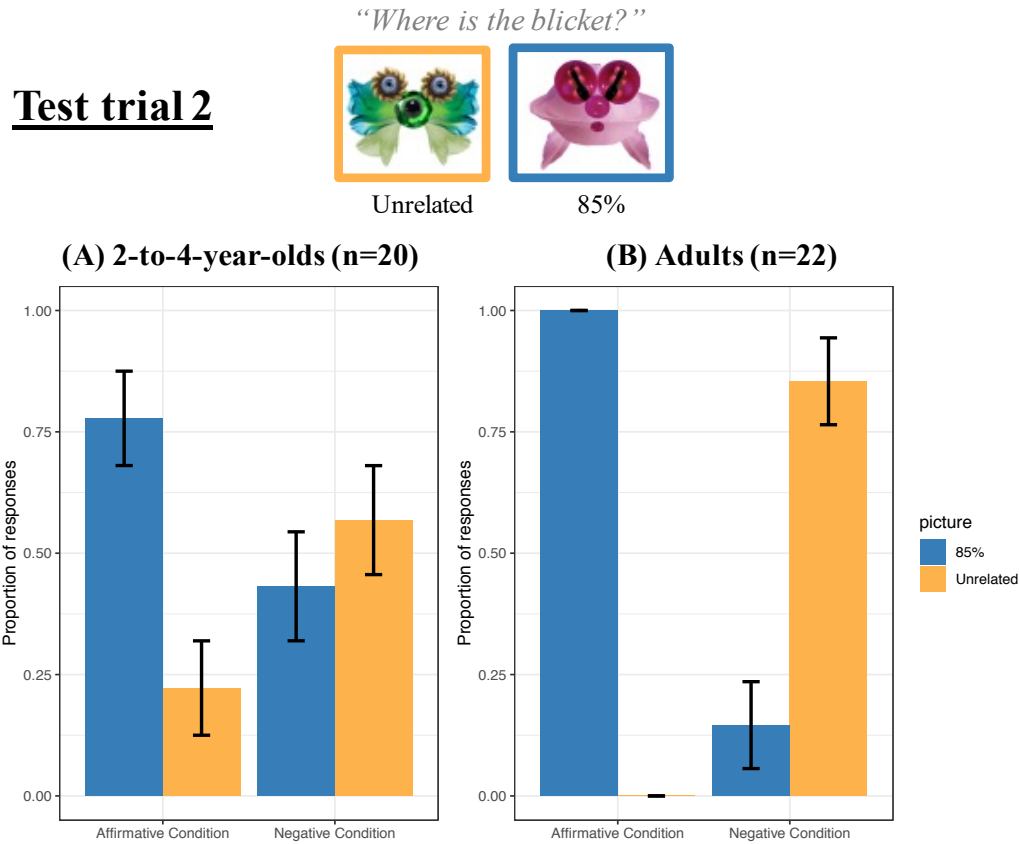 “Where is the blicket?”
Test trial 2
Unrelated 85%
(A) 2-to-4-year-olds (n=20)
(B) Adults (n=22)
Proportion of responses
1.00
0.75
0.50
0.25
0.00
Affirmative Condition Negative Condition
Proportion of responses
1.00
0.75
0.50
0.25
0.00
Affirmative Condition Negative Condition
picture
85%
Unrelated